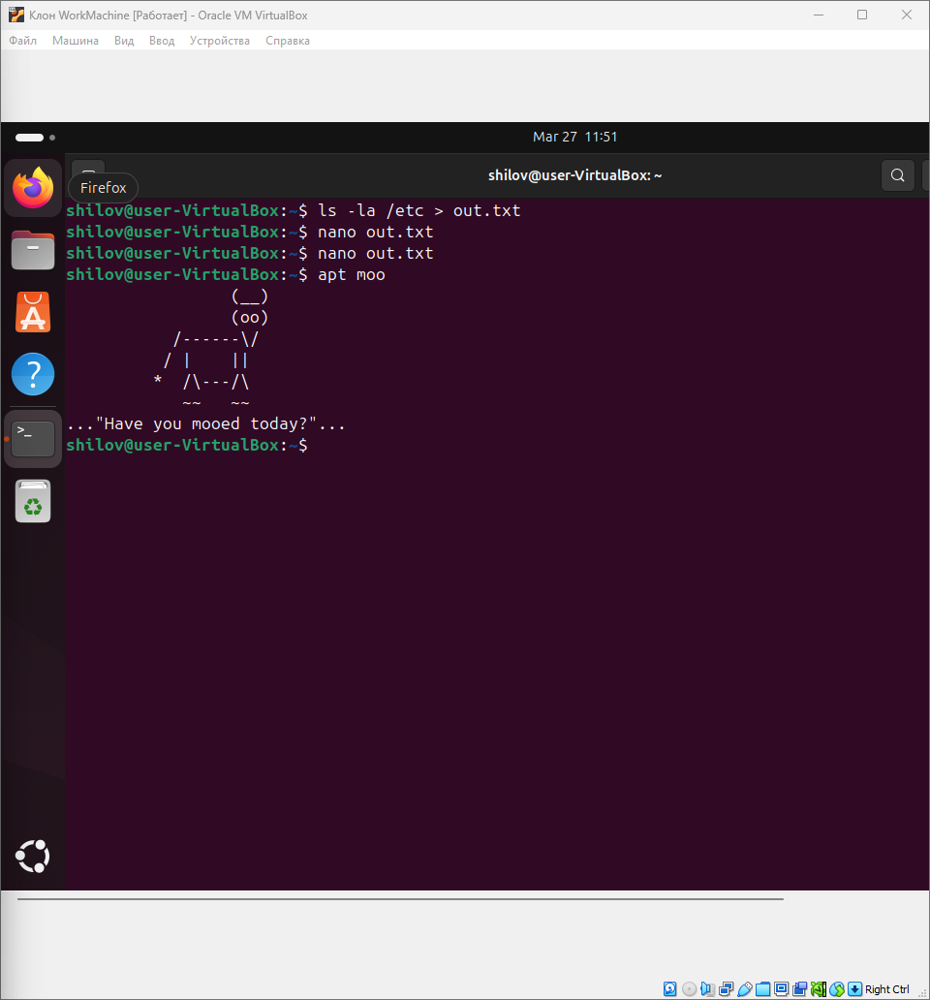 Клон WorkMachine [Работает] - Oracle VM VirtualBox
Файл Машина Вид Ввод Устройства Справка
Mar 27 11:51
shilov@user-VirtualBox: ~
Firefox
shilov@user-VirtualBox:~$ ls -la /etc > out.txt
shilov@user-VirtualBox:~$ nano out.txt
shilov@user-VirtualBox:~$ nano out.txt
shilov@user-VirtualBox:~$ apt moo
                 (__)
                 (oo)
           /------\/
          / |    ||
         *  /\---/\
            ~~   ~~
..."Have you mooed today?"...
shilov@user-VirtualBox:~$
Right Ctrl